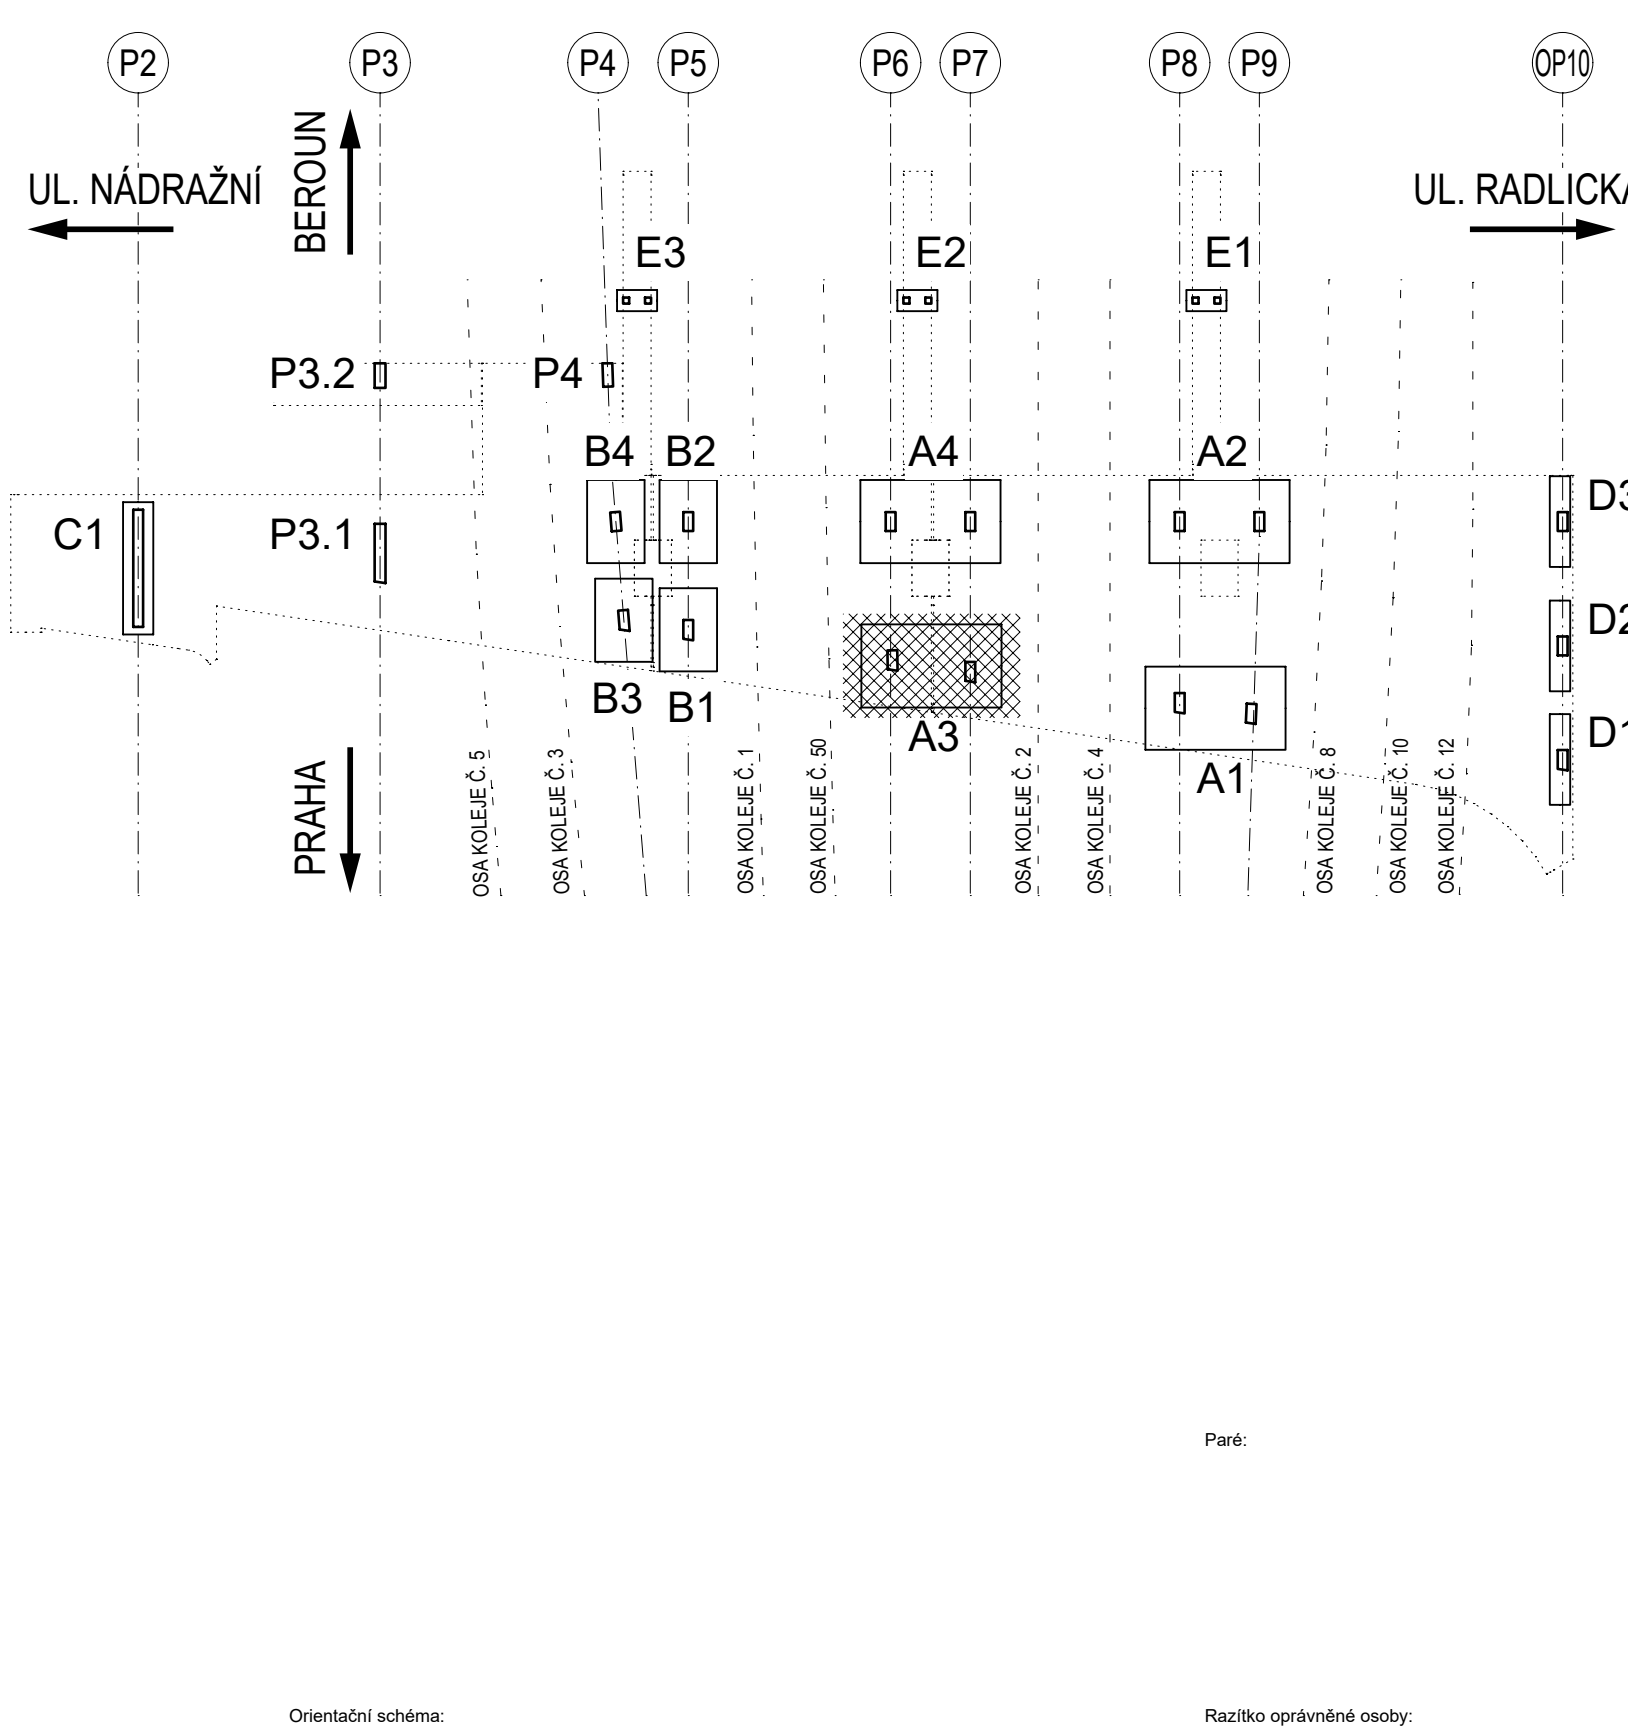 P2 P3 P4 P5 P6 P7 P8 P9 OP10
BEROUN
UL. NÁDRAŽNÍ
UL. RADLICKÁ
E3 E2 E1
P3.2 P4
B4 B2 A4 A2
C1 P3.1 D3
D2
B3 B1 A3 D1
A1
PRAHA
OSA KOLEJE Č. 5
OSA KOLEJE Č. 3
OSA KOLEJE Č. 1
OSA KOLEJE Č. 50
OSA KOLEJE Č. 2
OSA KOLEJE Č. 4
OSA KOLEJE Č. 8
OSA KOLEJE Č. 10
OSA KOLEJE Č. 12
Paré:
Orientační schéma:
Razítko oprávněné osoby: